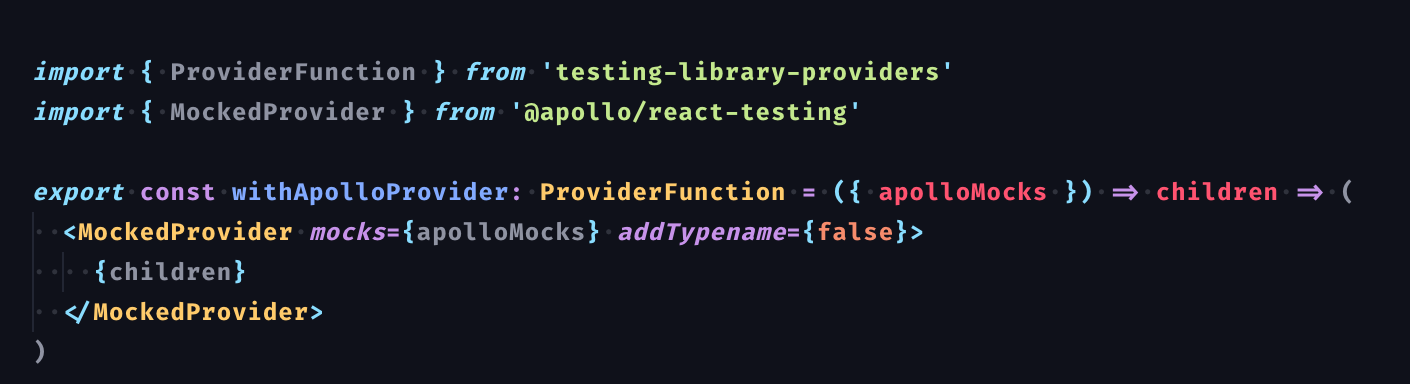 import { ProviderFunction } from 'testing-library-providers'
import { MockedProvider } from '@apollo/react-testing'

export const withApolloProvider: ProviderFunction = ({ apolloMocks }) => children => (
  <MockedProvider mocks={apolloMocks} addTypename={false}>
    {children}
  </MockedProvider>
)